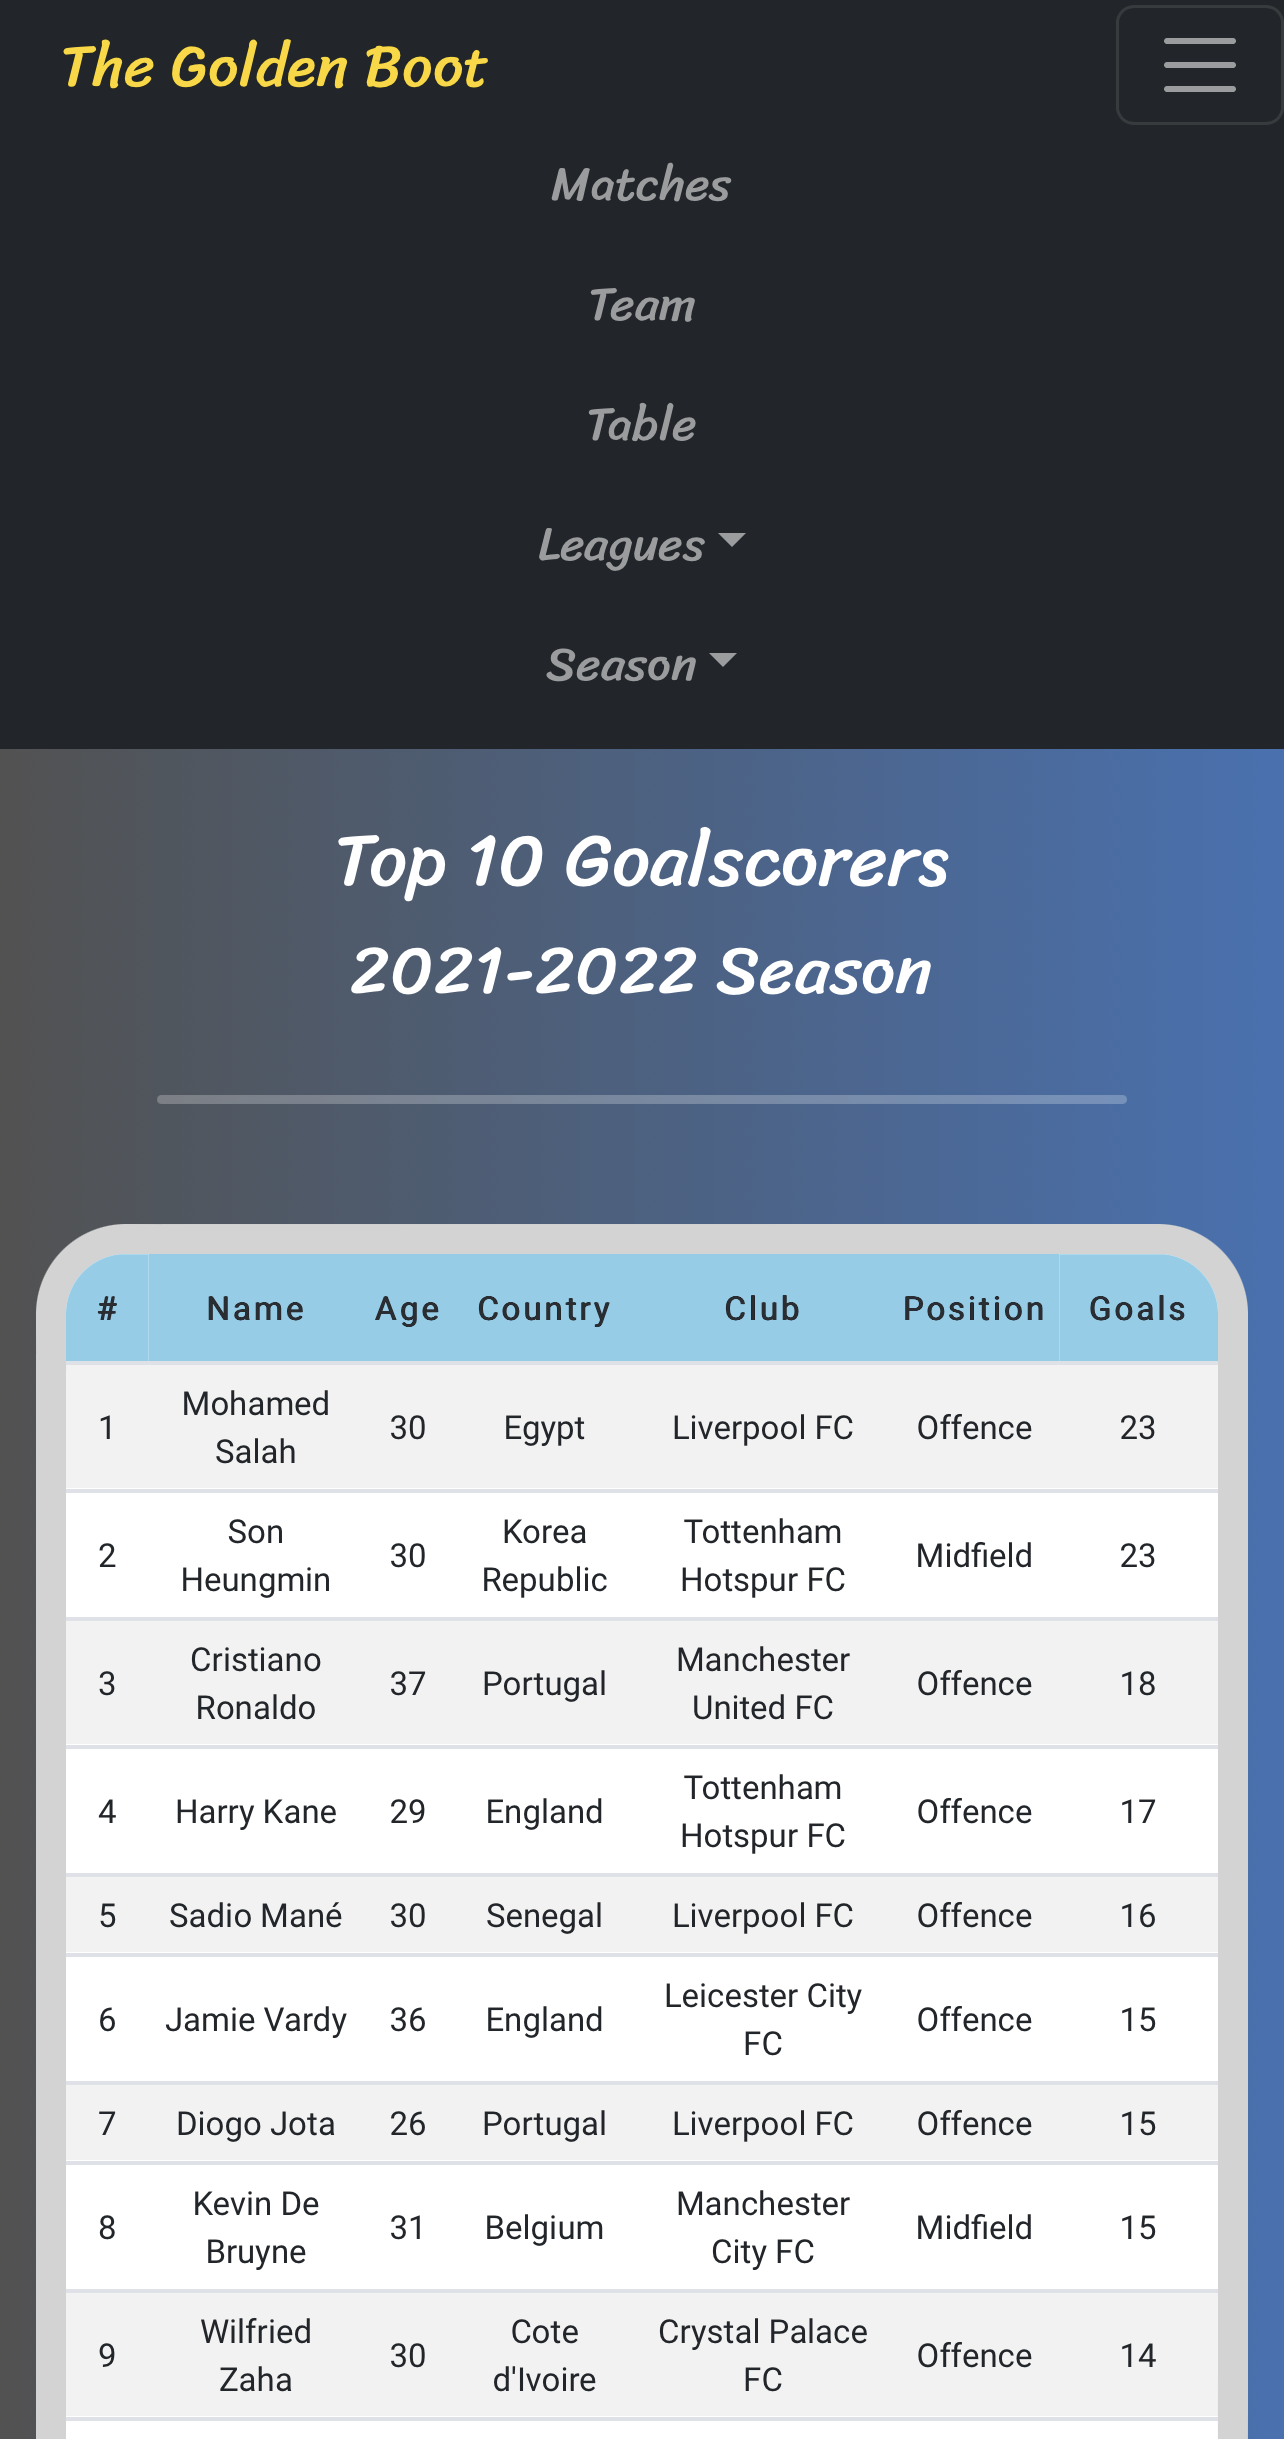 The Golden Boot
Matches
Team
Table
Leagues
Season
Top 10 Goalscorers
2021-2022 Season
# Name Age Country Club Position Goals
1 Mohamed Salah 30 Egypt Liverpool FC Offence 23
2 Son Heungmin 30 Korea Republic Tottenham Hotspur FC Midfield 23
3 Cristiano Ronaldo 37 Portugal Manchester United FC Offence 18
4 Harry Kane 29 England Tottenham Hotspur FC Offence 17
5 Sadio Mané 30 Senegal Liverpool FC Offence 16
6 Jamie Vardy 36 England Leicester City FC Offence 15
7 Diogo Jota 26 Portugal Liverpool FC Offence 15
8 Kevin De Bruyne 31 Belgium Manchester City FC Midfield 15
9 Wilfried Zaha 30 Cote d'Ivoire Crystal Palace FC Offence 14